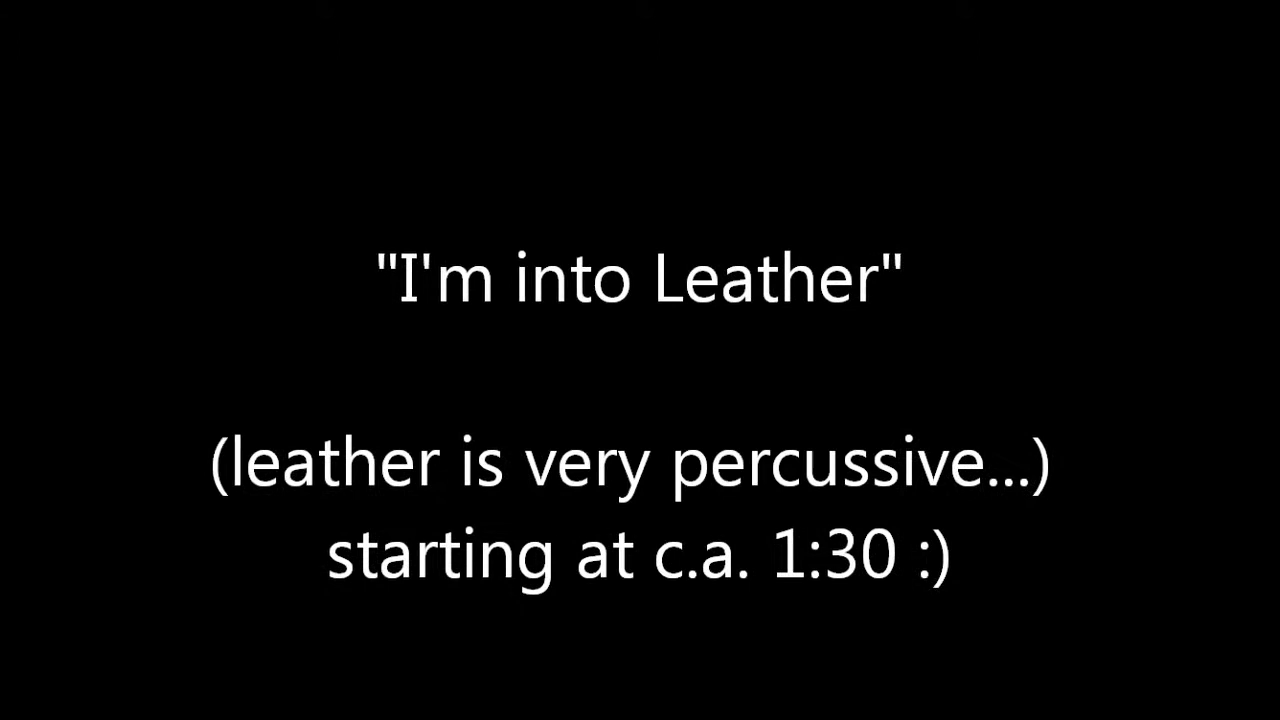 "I'm into Leather"
(leather is very percussive...)
starting at c.a. 1:30 :)